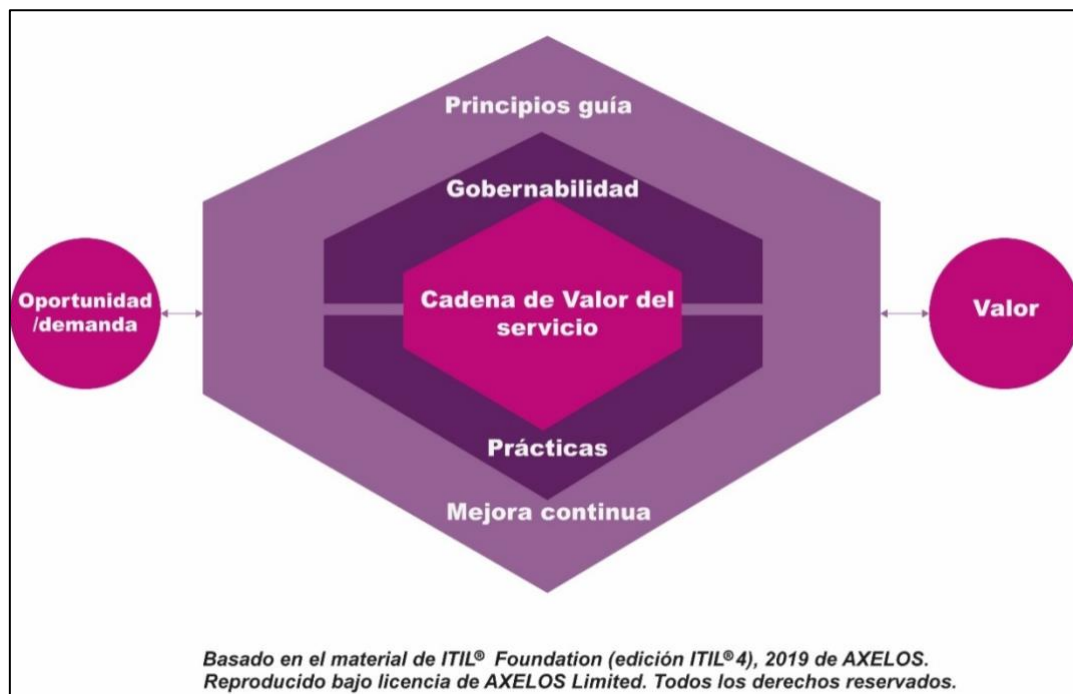 Principios guía
Gobernabilidad
Oportunidad
/demanda
Cadena de Valor del
servicio
Valor
Prácticas
Mejora continua
Basado en el material de ITIL® Foundation (edición ITIL®4), 2019 de AXELOS.
Reproducido bajo licencia de AXELOS Limited. Todos los derechos reservados.